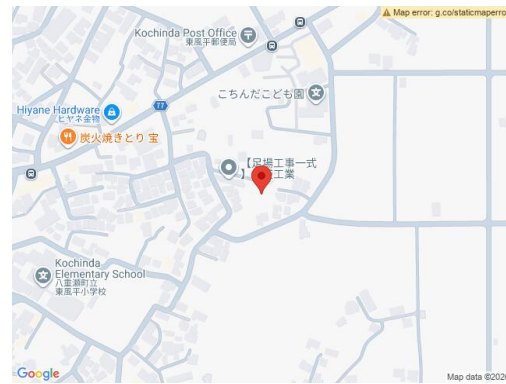 Map error: g.co/staticmaperro
Kochinda Post Office
東風平郵便局
こちんだこども園
Hiyane Hardware
ヒヤネ金物
77
炭火焼きとり 宝
【足場工事一式
】
工業
Kochinda
Elementary School
八重瀬町立
東風平小学校
Google
Map data ©2026